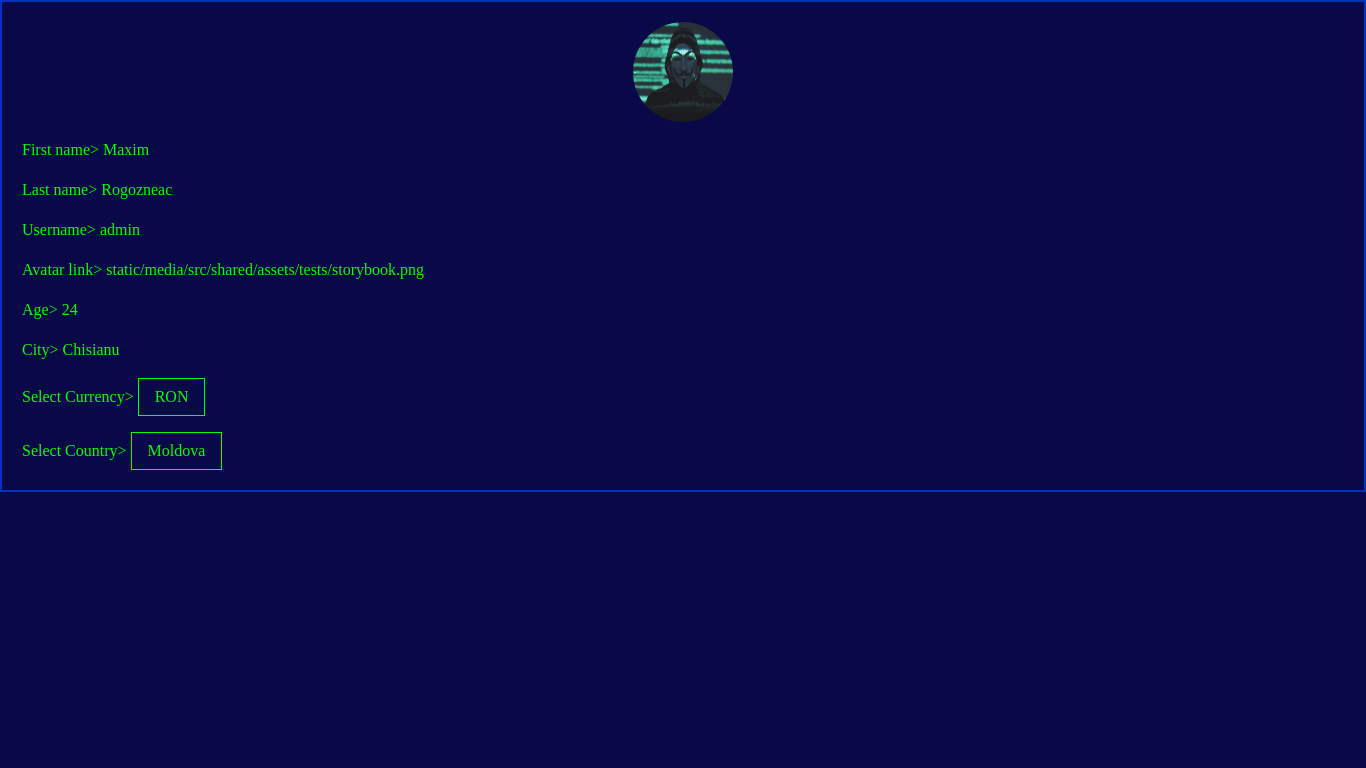 First name> Maxim
Last name> Rogozneac
Username> admin
Avatar link> static/media/src/shared/assets/tests/storybook.png
Age> 24
City> Chisianu
Select Currency> RON
Select Country> Moldova